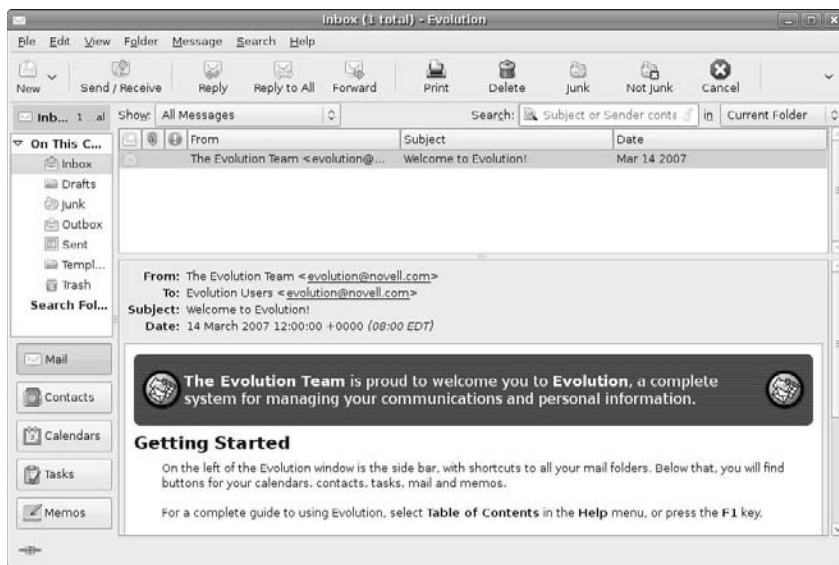 Inbox (1 total) - Evolution
File Edit View Folder Message Search Help
New Send / Receive Reply Reply to All Forward Print Delete Junk Not Junk Cancel
Inb... 1 ...al Show: All Messages Search: Subject or Sender conta in Current Folder
On This C...
Inbox
Drafts
Junk
Outbox
Sent
Templ...
Trash
Search Fol...
Mail
Contacts
Calendars
Tasks
Memos
From Subject Date
The Evolution Team <evolution@... Welcome to Evolution! Mar 14 2007
From: The Evolution Team <evolution@novell.com>
To: Evolution Users <evolution@novell.com>
Subject: Welcome to Evolution!
Date: 14 March 2007 12:00:00 +0000 (08:00 EDT)
The Evolution Team is proud to welcome you to Evolution, a complete
system for managing your communications and personal information.
Getting Started
On the left of the Evolution window is the side bar, with shortcuts to all your mail folders. Below that, you will find
buttons for your calendars, contacts, tasks, mail and memos.
For a complete guide to using Evolution, select Table of Contents in the Help menu, or press the F1 key.